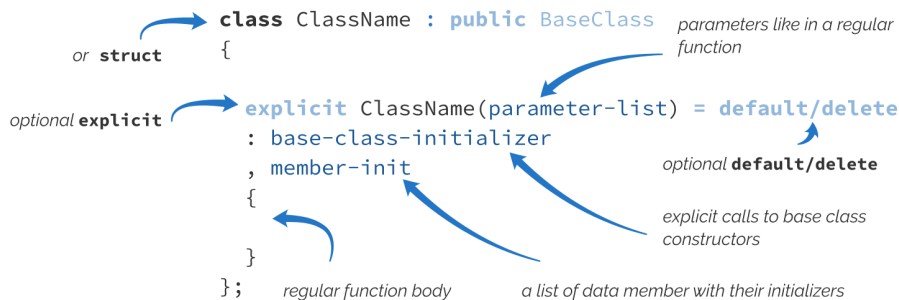 class ClassName : public BaseClass
{
or struct
parameters like in a regular
function
optional explicit
explicit ClassName(parameter-list) = default/delete
: base-class-initializer
, member-init
{
optional default/delete
explicit calls to base class
constructors
}
};
regular function body
a list of data member with their initializers